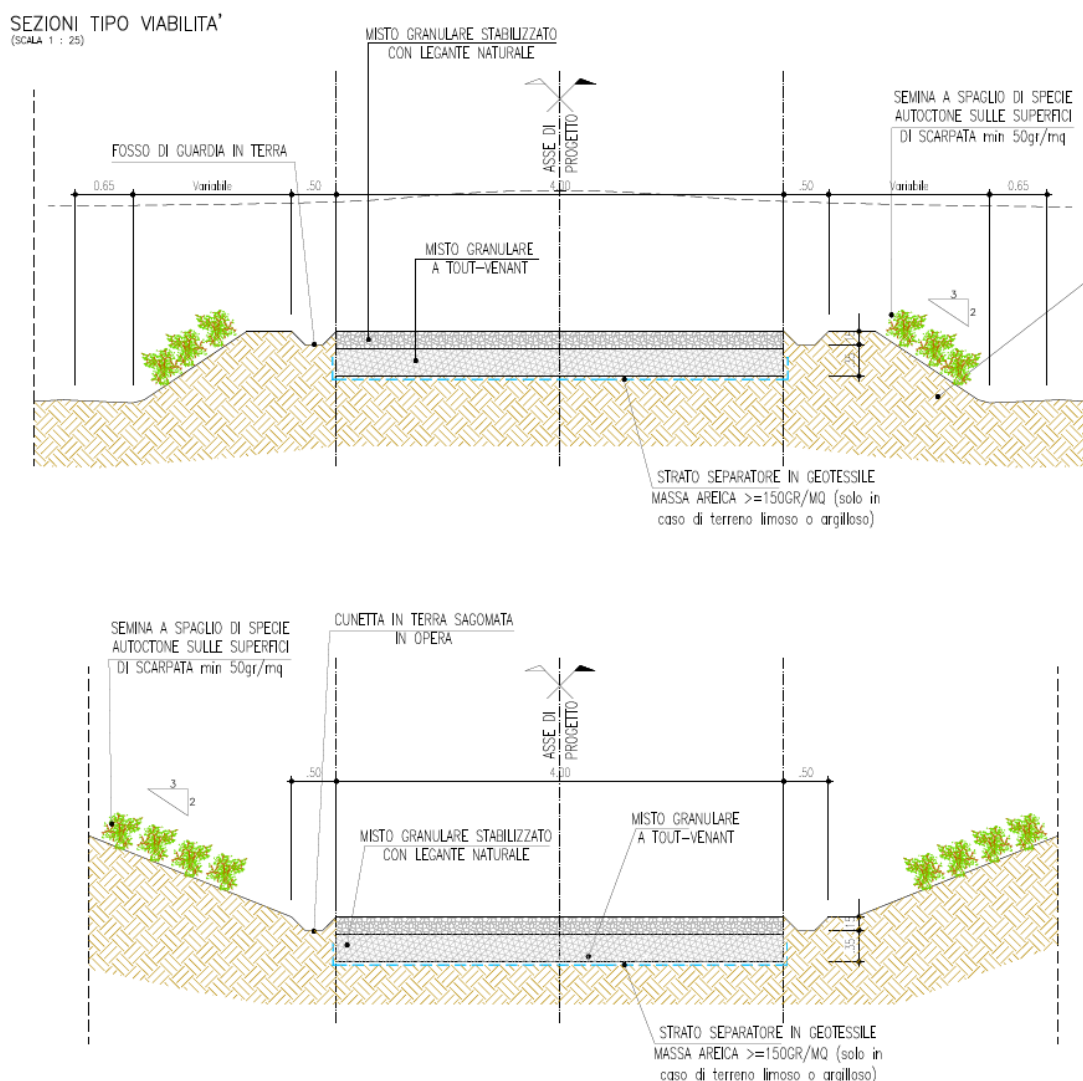 SEZIONI TIPO VIABILITA'
(SCALA 1 : 25)
MISTO GRANULARE STABILIZZATO
CON LEGANTE NATURALE
SEMINA A SPAGLIO DI SPECIE
AUTOCTONE SULLE SUPERFICI
DI SCARPATA min 50gr/mq
FOSSO DI GUARDIA IN TERRA
ASSE DI
PROGETTO
0.65
Variabile
.50
4.00
.50
Variabile
0.65
MISTO GRANULARE
A TOUT-VENANT
3
2
.15
.35
STRATO SEPARATORE IN GEOTESSILE
MASSA AREICA >=150GR/MQ (solo in
caso di terreno limoso o argilloso)
SEMINA A SPAGLIO DI SPECIE
AUTOCTONE SULLE SUPERFICI
DI SCARPATA min 50gr/mq
CUNETTA IN TERRA SAGOMATA
IN OPERA
ASSE DI
PROGETTO
.50
4.00
.50
3
2
MISTO GRANULARE STABILIZZATO
CON LEGANTE NATURALE
MISTO GRANULARE
A TOUT-VENANT
.15
.35
STRATO SEPARATORE IN GEOTESSILE
MASSA AREICA >=150GR/MQ (solo in
caso di terreno limoso o argilloso)